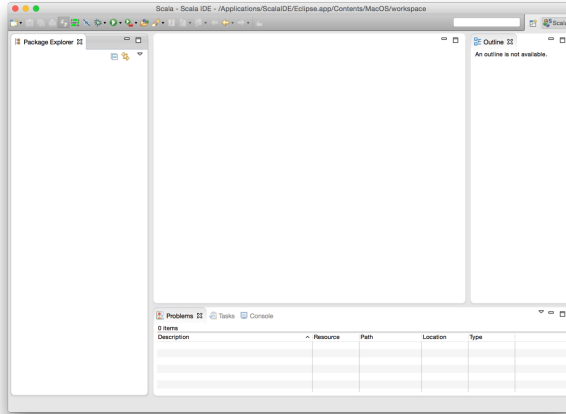 Scala - Scala IDE - /Applications/ScalaIDE/Eclipse.app/Contents/MacOS/workspace
Scala
Package Explorer
Outline
An outline is not available.
Problems Tasks Console
0 items
Description Resource Path Location Type